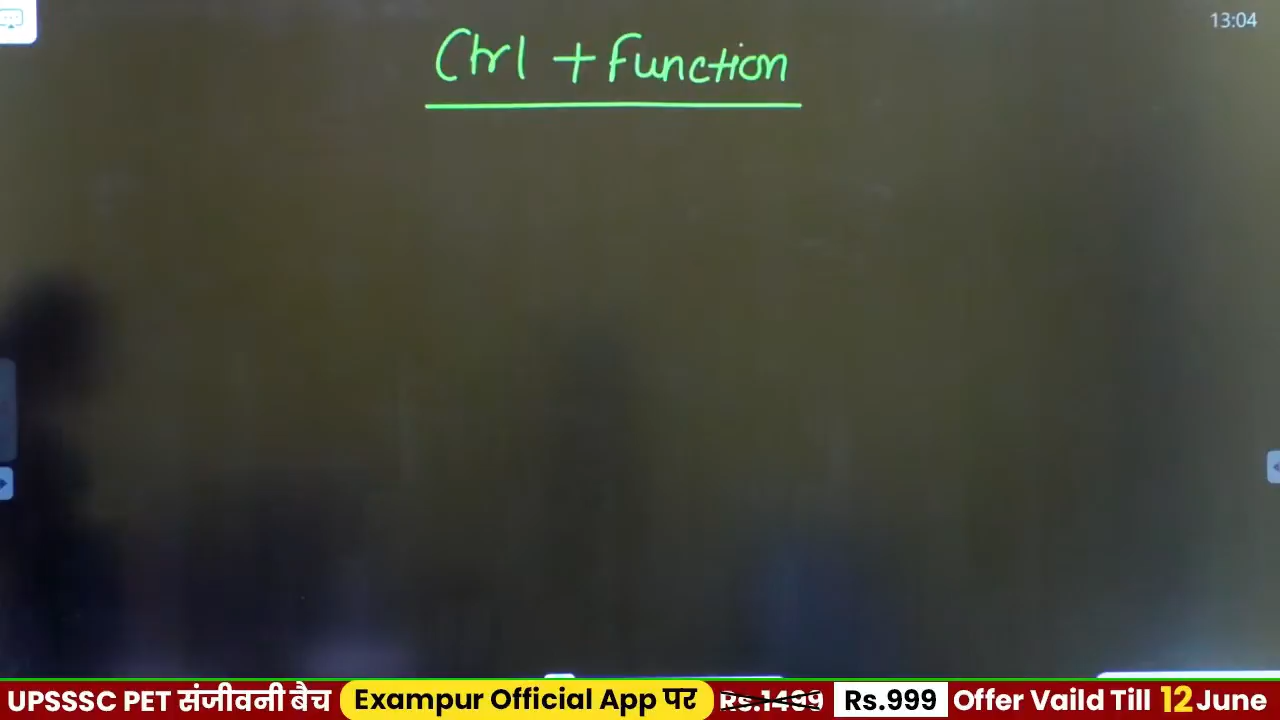 13:04
Ctrl + Function
UPSSSC PET संजीवनी बैच Exampur Official App पर Rs.1499 Rs.999 Offer Vaild Till 12 June